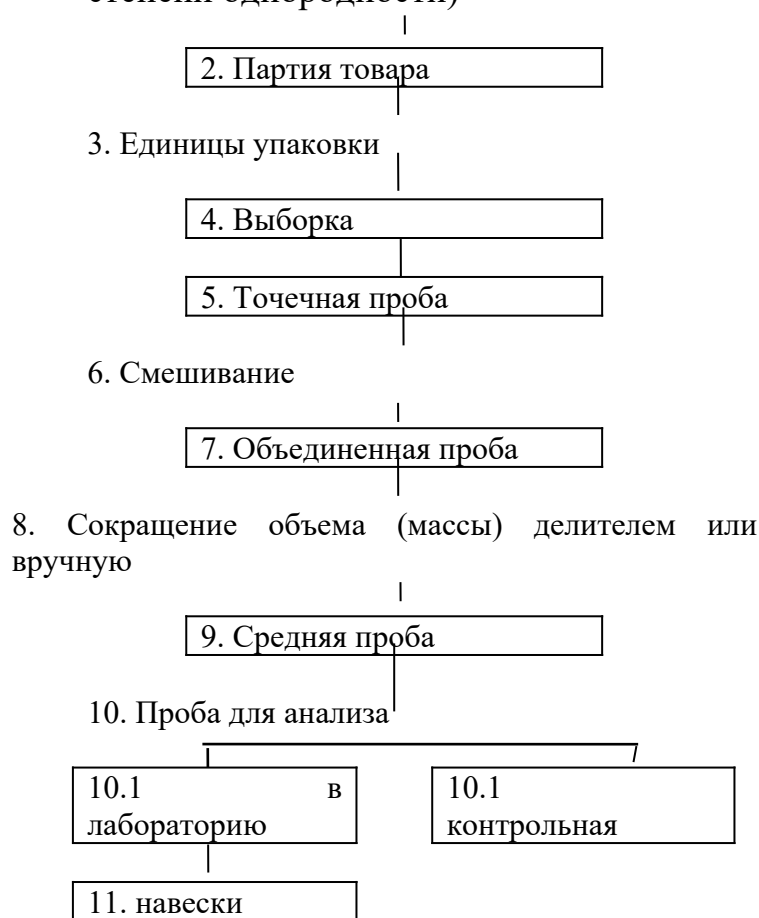 степени однородности)
2. Партия товара
3. Единицы упаковки
4. Выборка
5. Точечная проба
6. Смешивание
7. Объединенная проба
8. Сокращение объема (массы) делителем или
вручную
9. Средняя проба
10. Проба для анализа
10.1 в
лабораторию
10.1
контрольная
11. навески